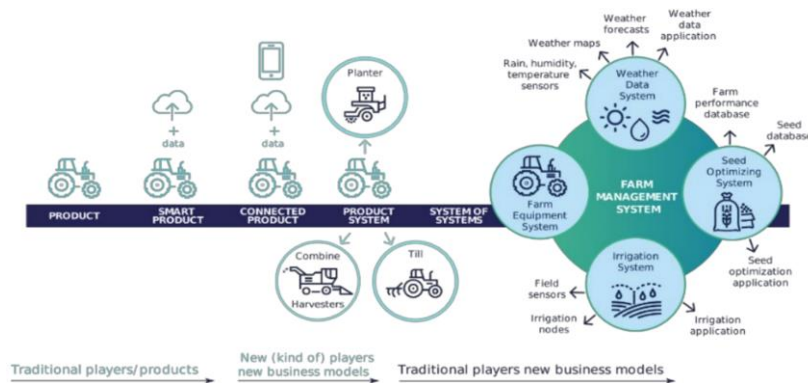 +
data
+
data
Planter
PRODUCT
SMART
PRODUCT
CONNECTED
PRODUCT
PRODUCT
SYSTEM
SYSTEM OF
SYSTEMS
Combine
Harvesters
Till
Weather
forecasts
Weather
data
application
Weather maps
Rain, humidity,
temperature
sensors
Weather
Data
System
Farm
performance
database
Seed
database
Seed
Optimizing
System
FARM
MANAGEMENT
SYSTEM
Farm
Equipment
System
Irrigation
System
Seed
optimization
application
Field
sensors
Irrigation
nodes
Irrigation
application
Traditional players/products
New (kind of) players
new business models
Traditional players new business models